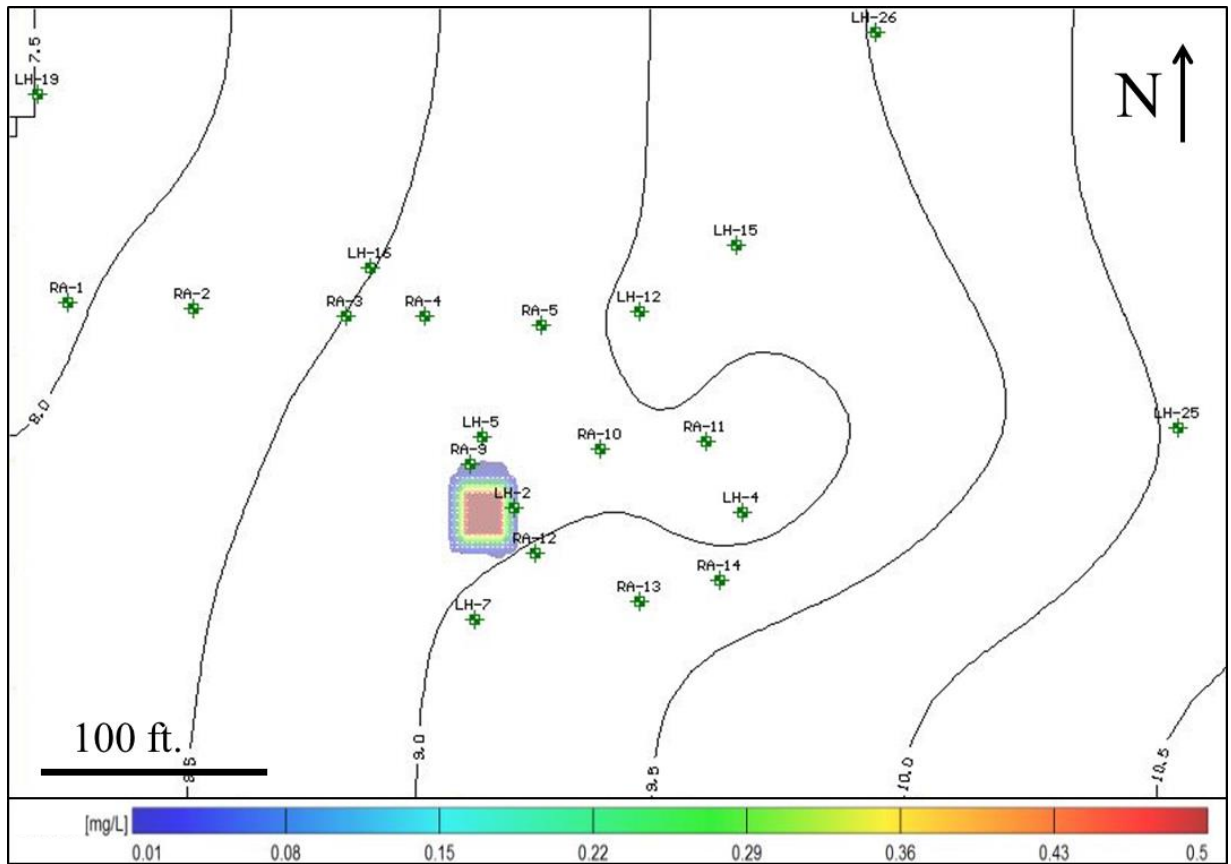 LH-26
7.5
LH-19
N
LH-15
LH-16
RA-1
RA-2
RA-3
RA-4
RA-5
LH-12
8.0
LH-5
RA-9
RA-10
RA-11
LH-25
LH-2
LH-4
RA-12
RA-14
RA-13
LH-7
100 ft.
8.5
9.0
9.5
10.0
10.5
[mg/L]
0.01 0.08 0.15 0.22 0.29 0.36 0.43 0.5